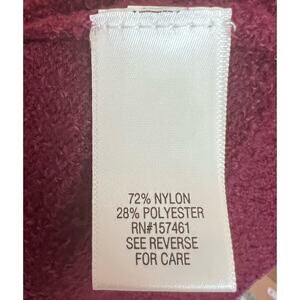 72% NYLON
28% POLYESTER
RN#157461
SEE REVERSE
FOR CARE